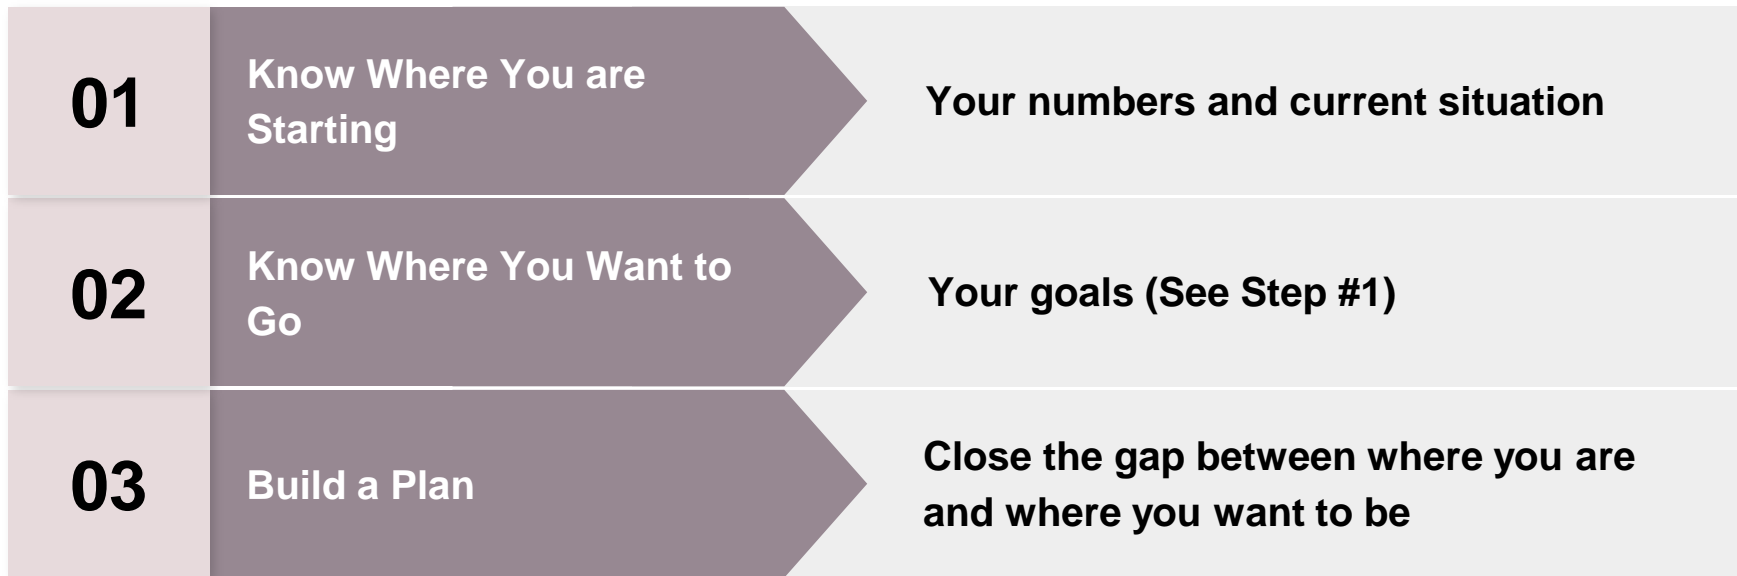 01
Know Where You are
Starting
Your numbers and current situation
02
Know Where You Want to
Go
Your goals (See Step #1)
03
Build a Plan
Close the gap between where you are
and where you want to be